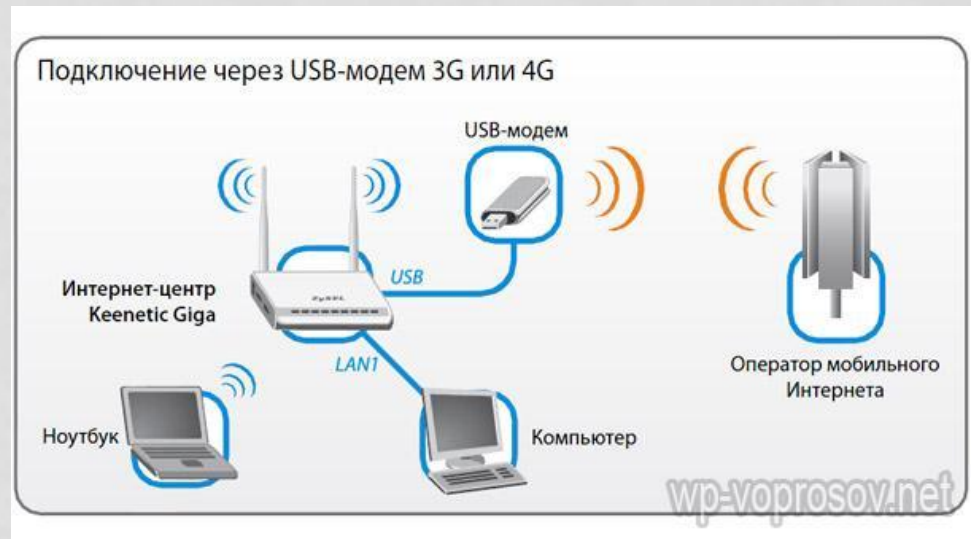 Подключение через USB-модем 3G или 4G
USB-модем
USB
Интернет-центр
Keenetic Giga
ZyXEL
LAN1
Оператор мобильного
Интернета
Ноутбук
Компьютер
wp-voprosov.net